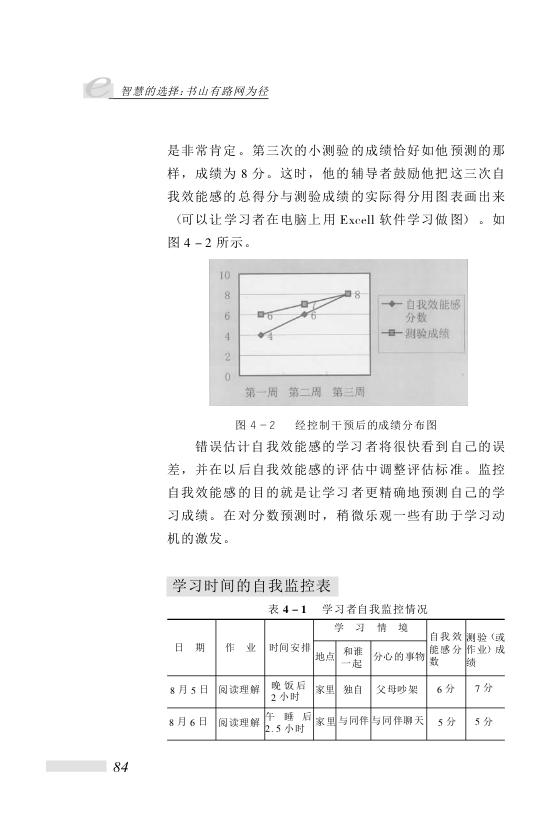 e 智慧的选择:书山有路网为径
是非常肯定。第三次的小测验的成绩恰好如他预测的那
样，成绩为 8 分。这时，他的辅导者鼓励他把这三次自
我效能感的总得分与测验成绩的实际得分用图表画出来
（可以让学习者在电脑上用 Excell 软件学习做图）。如
图 4－2 所示。
10
8
6
4
2
0
6
7
8
4
6
第一周 第二周 第三周
自我效能感
分数
测验成绩
图 4－2 经控制干预后的成绩分布图
错误估计自我效能感的学习者将很快看到自己的误
差，并在以后自我效能感的评估中调整评估标准。监控
自我效能感的目的就是让学习者更精确地预测自己的学
习成绩。在对分数预测时，稍微乐观一些有助于学习动
机的激发。
学习时间的自我监控表
表 4－1 学习者自我监控情况
日 期 作 业 时间安排 学 习 情 境 自我效能感分数 测验（或作业）成绩
地点 和谁一起 分心的事物
8 月 5 日 阅读理解 晚饭后 2 小时 家里 独自 父母吵架 6 分 7 分
8 月 6 日 阅读理解 午睡后 2.5 小时 家里 与同伴 与同伴聊天 5 分 5 分
84